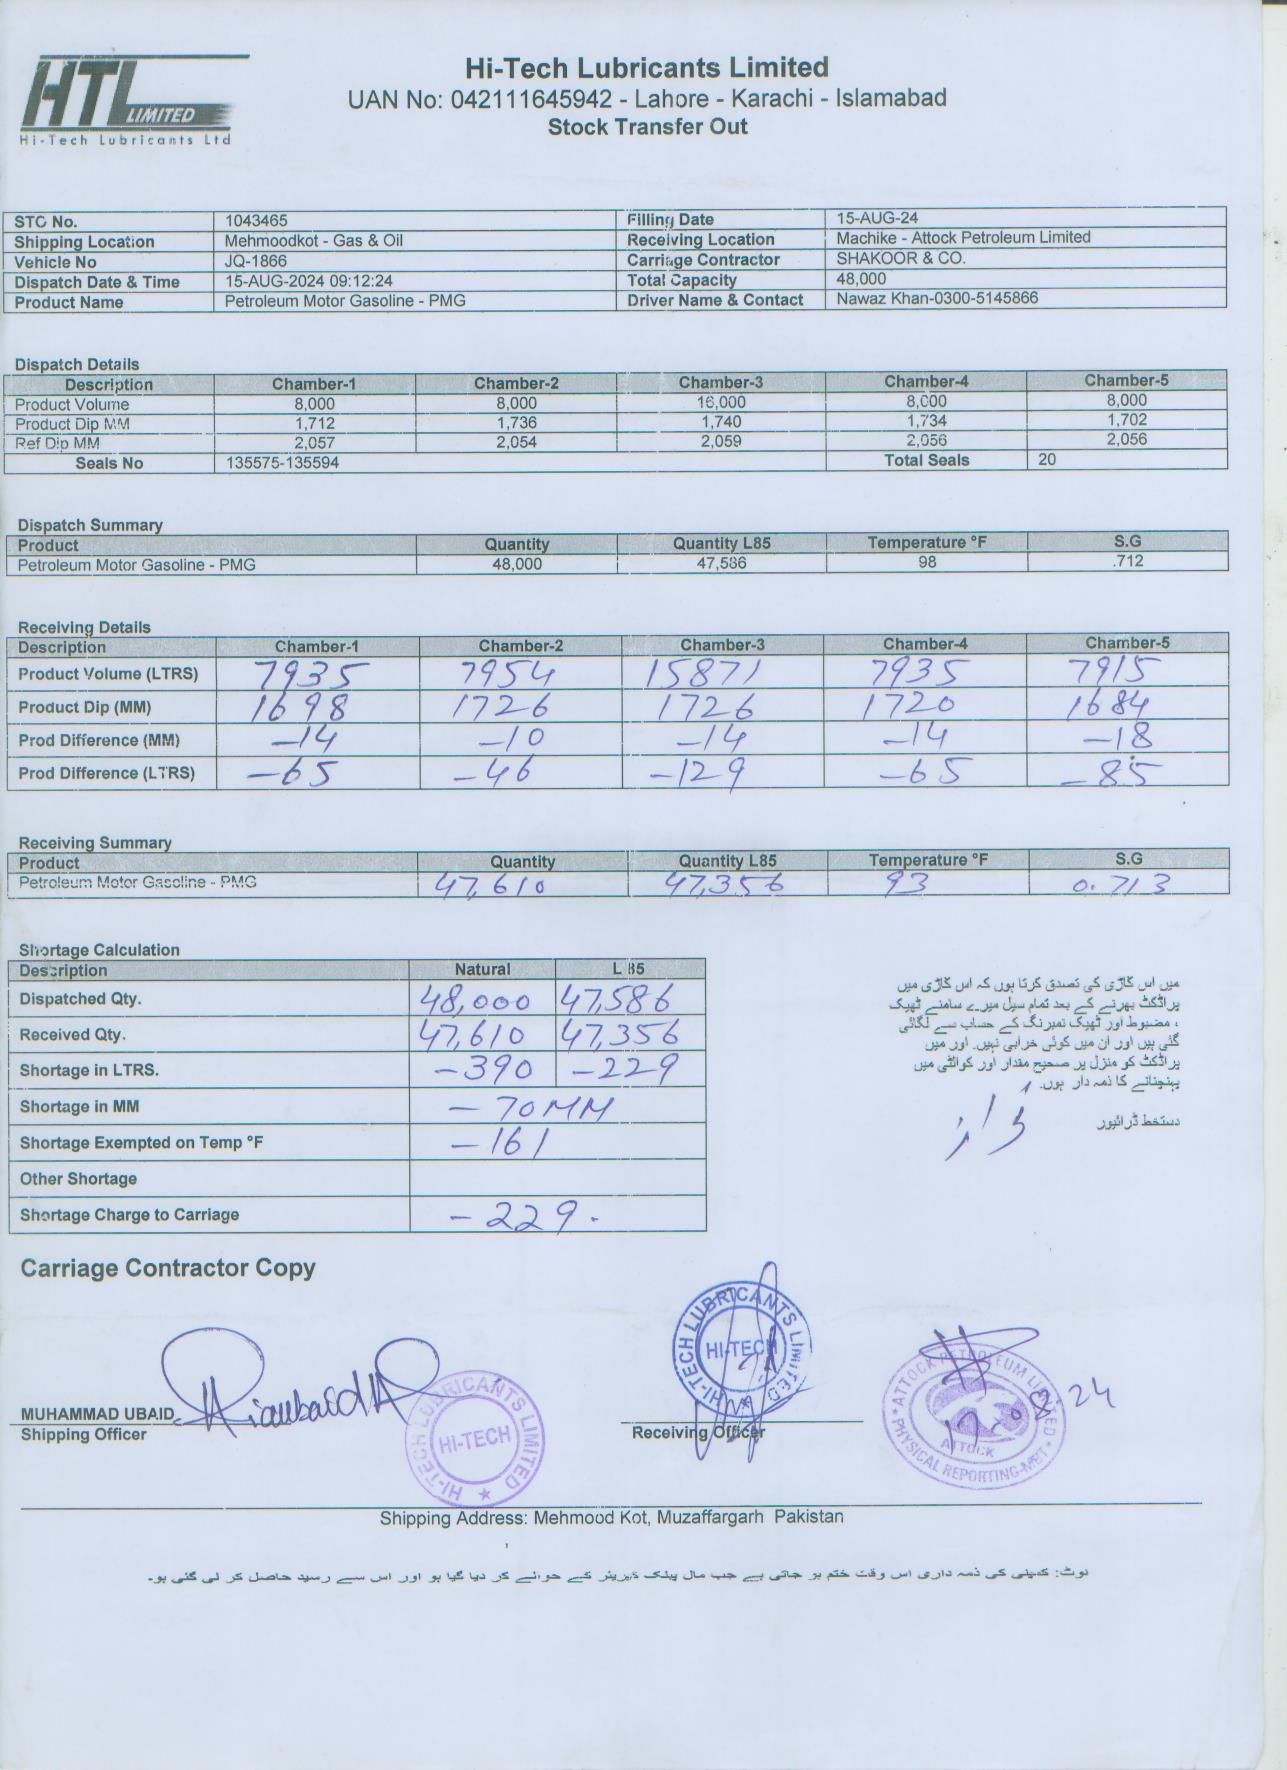 HTL LIMITED
Hi-Tech Lubricants Ltd
Hi-Tech Lubricants Limited
UAN No: 042111645942 - Lahore - Karachi - Islamabad
Stock Transfer Out
STO No. 1043465 Filling Date 15-AUG-24
Shipping Location Mehmoodkot - Gas & Oil Receiving Location Machike - Attock Petroleum Limited
Vehicle No JQ-1866 Carriage Contractor SHAKOOR & CO.
Dispatch Date & Time 15-AUG-2024 09:12:24 Total Capacity 48,000
Product Name Petroleum Motor Gasoline - PMG Driver Name & Contact Nawaz Khan-0300-5145866
Dispatch Details
Description Chamber-1 Chamber-2 Chamber-3 Chamber-4 Chamber-5
Product Volume 8,000 8,000 16,000 8,000 8,000
Product Dip MM 1,712 1,736 1,740 1,734 1,702
Ref Dip MM 2,057 2,054 2,059 2,056 2,056
Seals No 135575-135594 Total Seals 20
Dispatch Summary
Product Quantity Quantity L85 Temperature °F S.G
Petroleum Motor Gasoline - PMG 48,000 47,586 98 .712
Receiving Details
Description Chamber-1 Chamber-2 Chamber-3 Chamber-4 Chamber-5
Product Volume (LTRS) 7935 7954 15871 7935 7915
Product Dip (MM) 1698 1726 1726 1720 1684
Prod Difference (MM) -14 -10 -14 -14 -18
Prod Difference (LTRS) -65 -46 -129 -65 -85
Receiving Summary
Product Quantity Quantity L85 Temperature °F S.G
Petroleum Motor Gasoline - PMG 47,610 47,356 93 0.713
Shortage Calculation
Description Natural L 85
Dispatched Qty. 48,000 47,586
Received Qty. 47,610 47,356
Shortage in LTRS. -390 -229
Shortage in MM -70MM
Shortage Exempted on Temp °F -161
Other Shortage
Shortage Charge to Carriage -229.
میں اس گاڑی کی تصدق کرتا ہوں کہ اس گاڑی میں
پراڈکٹ بھرنے کے بعد تمام سیل میرے سامنے ٹھیک
، مضبوط اور ٹھیک نمبرنگ کے حساب سے لگائی
گئی ہیں اور ان میں کوئی خرابی نہیں۔ اور میں
پراڈکٹ کو منزل پر صحیح مقدار اور کوالٹی میں
پہنچانے کا ذمہ دار ہوں۔
دستخط ڈرائیور
Carriage Contractor Copy
HI-TECH LUBRICANTS LIMITED
HI-TECH
MUHAMMAD UBAID
Shipping Officer
HI-TECH LUBRICANTS LIMITED
HI-TECH
Receiving Officer
ATTOCK PETROLEUM LIMITED
ATTOCK
PHYSICAL REPORTING-MBT
17-08-24
Shipping Address: Mehmood Kot, Muzaffargarh Pakistan
نوٹ: کمپنی کی ذمہ داری اس وقت ختم ہو جاتی ہے جب مال پبلک کیریئر کے حوالے کر دیا گیا ہو اور اس سے رسید حاصل کر لی گئی ہو۔